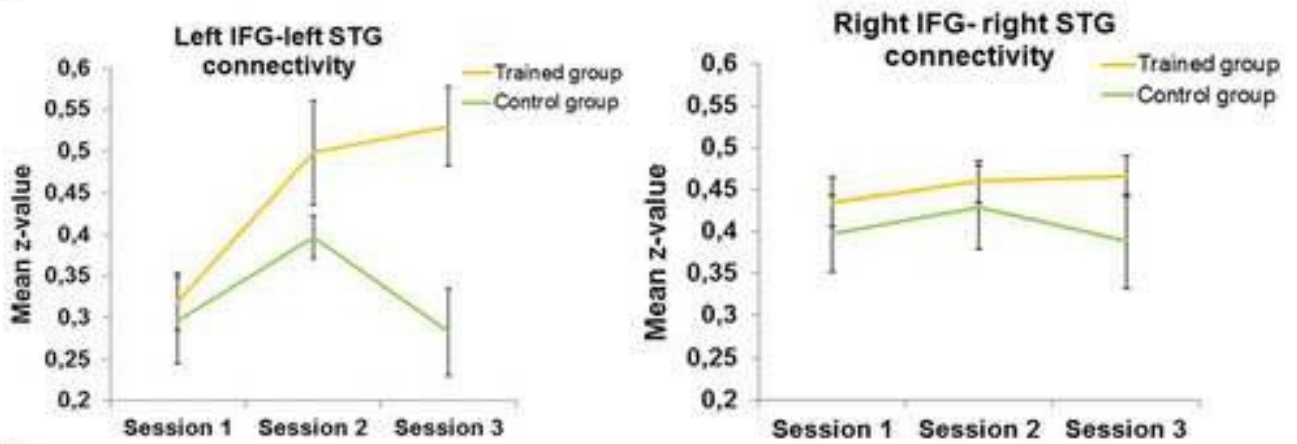 Left IFG-left STG
connectivity
Trained group
Control group
Mean z-value
0,6
0,55
0,5
0,45
0,4
0,35
0,3
0,25
0,2
Session 1 Session 2 Session 3
Right IFG- right STG
connectivity
Trained group
Control group
Mean z-value
0,6
0,55
0,5
0,45
0,4
0,35
0,3
0,25
0,2
Session 1 Session 2 Session 3